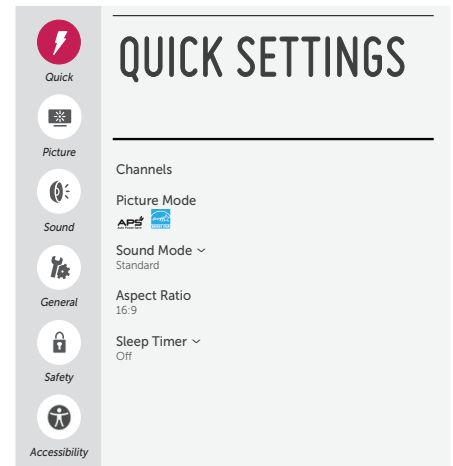 Quick
Picture
Sound
General
Safety
Accessibility
QUICK SETTINGS
Channels
Picture Mode
APS
Sound Mode
Standard
Aspect Ratio
16:9
Sleep Timer
Off